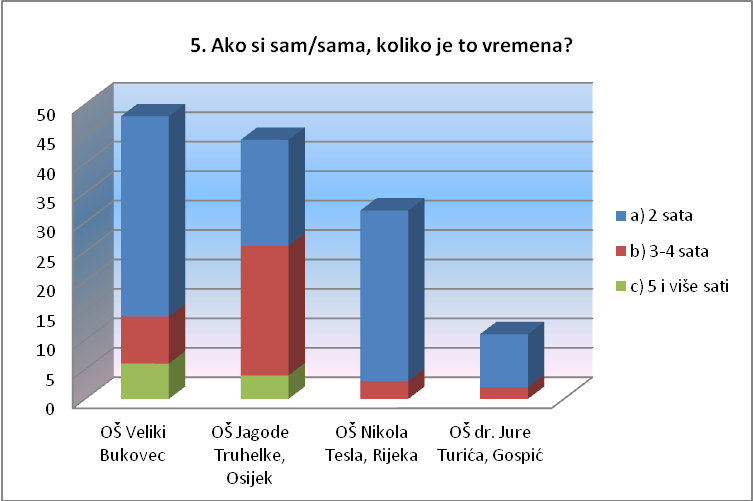 5. Ako si sam/sama, koliko je to vremena?
50
45
40
35
30
25
20
15
10
5
0
a) 2 sata
b) 3-4 sata
c) 5 i više sati
OŠ Veliki
Bukovec
OŠ Jagode
Truhelke,
Osijek
OŠ Nikola
Tesla, Rijeka
OŠ dr. Jure
Turića, Gospić